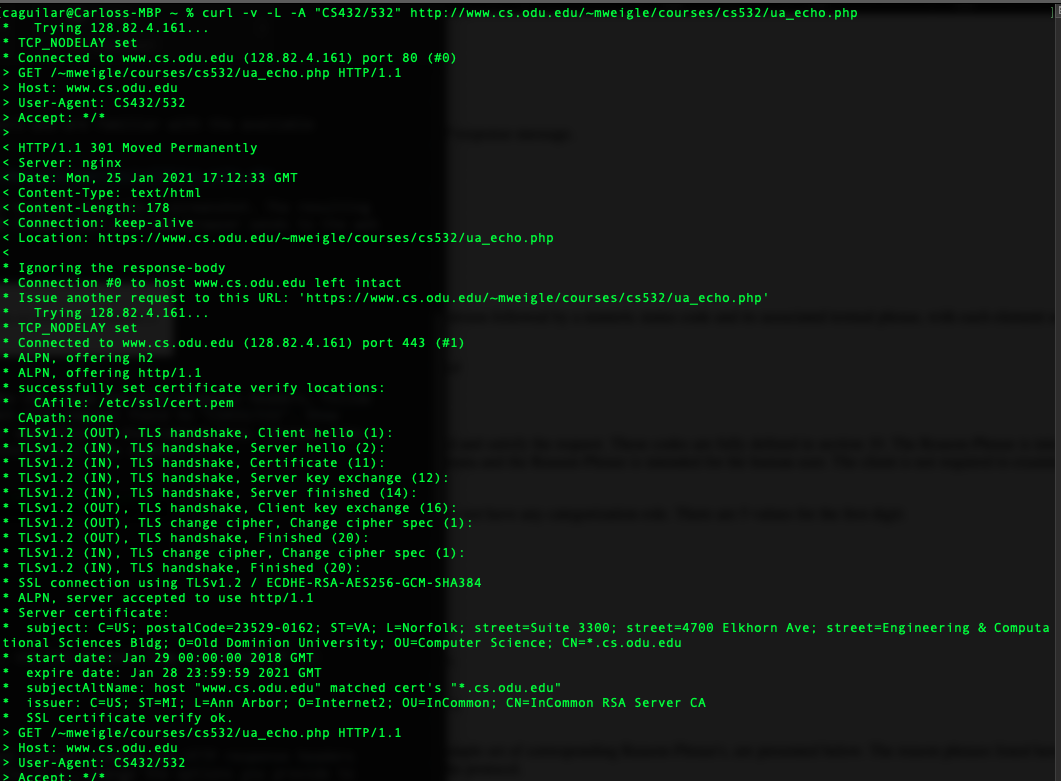 caguilar@Carloss-MBP ~ % curl -v -L -A "CS432/532" http://www.cs.odu.edu/~mweigle/courses/cs532/ua_echo.php
*   Trying 128.82.4.161...
* TCP_NODELAY set
* Connected to www.cs.odu.edu (128.82.4.161) port 80 (#0)
> GET /~mweigle/courses/cs532/ua_echo.php HTTP/1.1
> Host: www.cs.odu.edu
> User-Agent: CS432/532
> Accept: */*
>
< HTTP/1.1 301 Moved Permanently
< Server: nginx
< Date: Mon, 25 Jan 2021 17:12:33 GMT
< Content-Type: text/html
< Content-Length: 178
< Connection: keep-alive
< Location: https://www.cs.odu.edu/~mweigle/courses/cs532/ua_echo.php
<
* Ignoring the response-body
* Connection #0 to host www.cs.odu.edu left intact
* Issue another request to this URL: 'https://www.cs.odu.edu/~mweigle/courses/cs532/ua_echo.php'
*   Trying 128.82.4.161...
* TCP_NODELAY set
* Connected to www.cs.odu.edu (128.82.4.161) port 443 (#1)
* ALPN, offering h2
* ALPN, offering http/1.1
* successfully set certificate verify locations:
*   CAfile: /etc/ssl/cert.pem
  CApath: none
* TLSv1.2 (OUT), TLS handshake, Client hello (1):
* TLSv1.2 (IN), TLS handshake, Server hello (2):
* TLSv1.2 (IN), TLS handshake, Certificate (11):
* TLSv1.2 (IN), TLS handshake, Server key exchange (12):
* TLSv1.2 (IN), TLS handshake, Server finished (14):
* TLSv1.2 (OUT), TLS handshake, Client key exchange (16):
* TLSv1.2 (OUT), TLS change cipher, Change cipher spec (1):
* TLSv1.2 (OUT), TLS handshake, Finished (20):
* TLSv1.2 (IN), TLS change cipher, Change cipher spec (1):
* TLSv1.2 (IN), TLS handshake, Finished (20):
* SSL connection using TLSv1.2 / ECDHE-RSA-AES256-GCM-SHA384
* ALPN, server accepted to use http/1.1
* Server certificate:
*  subject: C=US; postalCode=23529-0162; ST=VA; L=Norfolk; street=Suite 3300; street=4700 Elkhorn Ave; street=Engineering & Computa
tional Sciences Bldg; O=Old Dominion University; OU=Computer Science; CN=*.cs.odu.edu
*  start date: Jan 29 00:00:00 2018 GMT
*  expire date: Jan 28 23:59:59 2021 GMT
*  subjectAltName: host "www.cs.odu.edu" matched cert's "*.cs.odu.edu"
*  issuer: C=US; ST=MI; L=Ann Arbor; O=Internet2; OU=InCommon; CN=InCommon RSA Server CA
*  SSL certificate verify ok.
> GET /~mweigle/courses/cs532/ua_echo.php HTTP/1.1
> Host: www.cs.odu.edu
> User-Agent: CS432/532
> Accept: */*